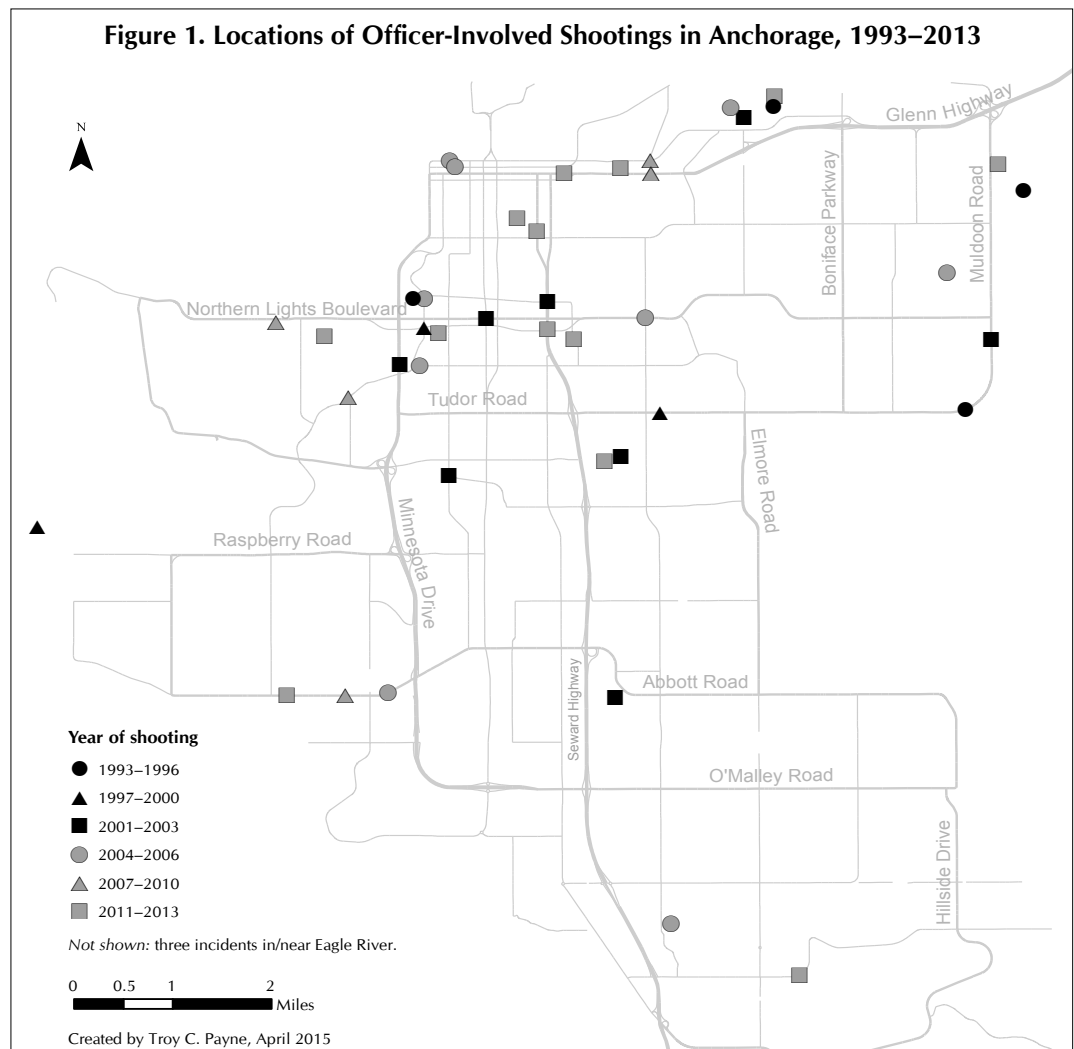 Figure 1. Locations of Officer-Involved Shootings in Anchorage, 1993–2013
N
Glenn Highway
Boniface Parkway
Muldoon Road
Northern Lights Boulevard
Tudor Road
Elmore Road
Minnesota Drive
Raspberry Road
Seward Highway
Abbott Road
O'Malley Road
Hillside Drive
Year of shooting
1993–1996
1997–2000
2001–2003
2004–2006
2007–2010
2011–2013
Not shown: three incidents in/near Eagle River.
0 0.5 1 2
Miles
Created by Troy C. Payne, April 2015